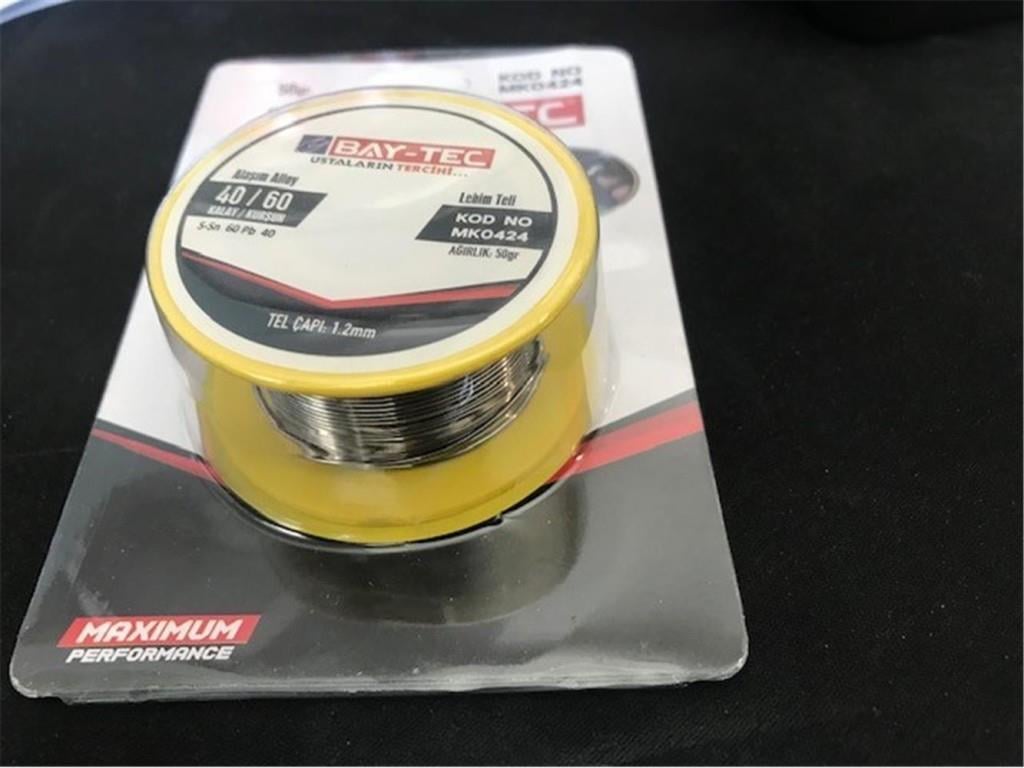 50gr
KOD NO
MK0424
TEC
BAY-TEC
USTALARIN TERCİHİ...
Alaşım Alloy
40 / 60
KALAY / KURŞUN
S-Sn 60 Pb 40
Lehim Teli
KOD NO
MK0424
AĞIRLIK: 50gr
TEL ÇAPI: 1.2mm
MAXIMUM
PERFORMANCE